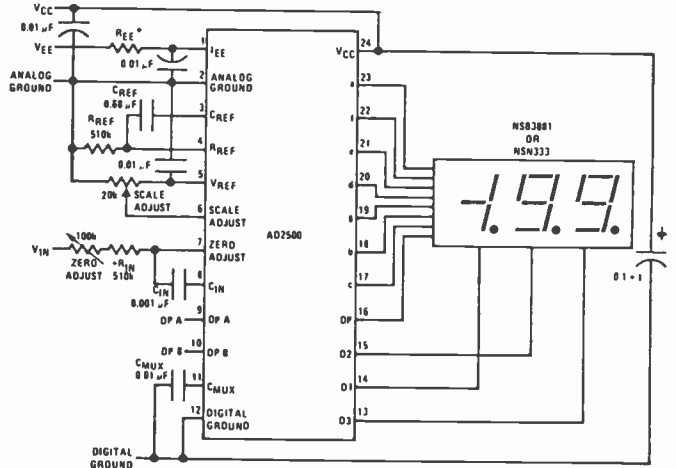 VCC
0.01 µF
VEE
REE*
0.01 µF
ANALOG
GROUND
CREF
0.68 µF
RREF
510k
0.01 µF
20k
SCALE
ADJUST
VIN
100k
ZERO
ADJUST
+RIN
510k
CIN
0.001 µF
DP A
DP B
CMUX
0.01 µF
DIGITAL
GROUND
1
IEE
2
ANALOG
GROUND
3
CREF
4
RREF
5
VREF
6
SCALE
ADJUST
7
ZERO
ADJUST
8
CIN
9
DP A
10
DP B
11
CMUX
12
DIGITAL
GROUND
AD2500
24
VCC
23
a
22
f
21
e
20
d
19
g
18
b
17
c
16
DP
15
D2
14
D1
13
D3
NSB3881
OR
NSN333
-1.9.9.